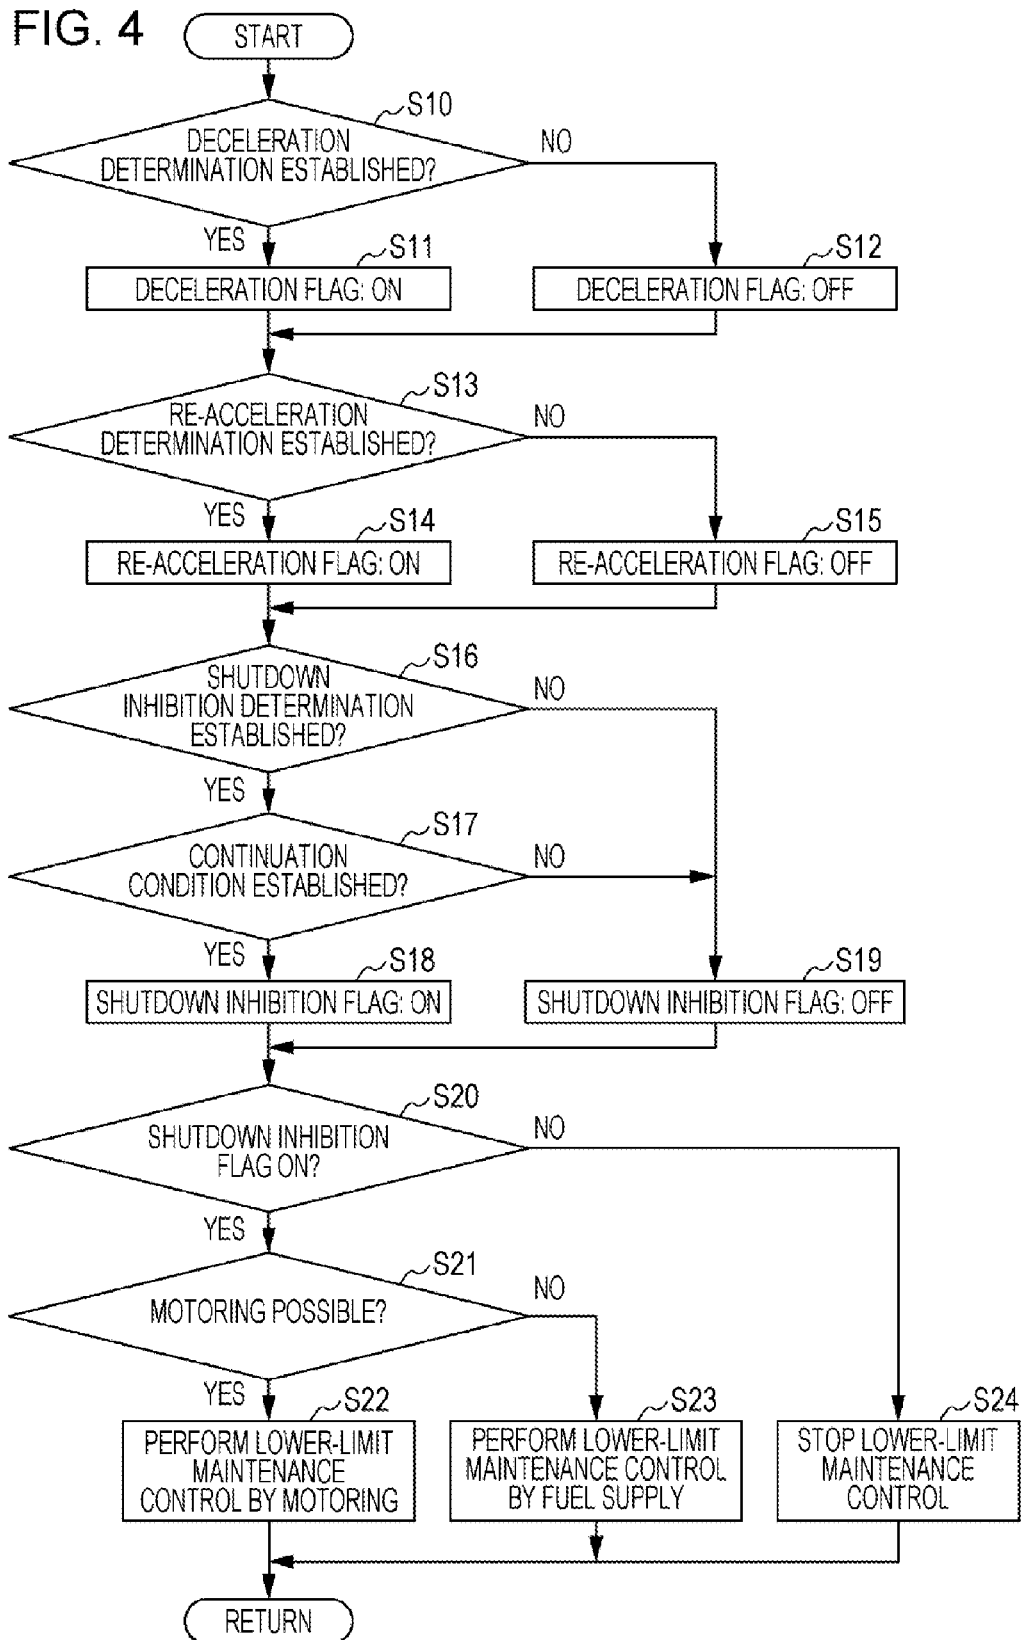 FIG. 4
START
S10
DECELERATION
DETERMINATION ESTABLISHED?
NO
YES
S11
DECELERATION FLAG: ON
S12
DECELERATION FLAG: OFF
S13
RE-ACCELERATION
DETERMINATION ESTABLISHED?
NO
YES
S14
RE-ACCELERATION FLAG: ON
S15
RE-ACCELERATION FLAG: OFF
S16
SHUTDOWN
INHIBITION DETERMINATION
ESTABLISHED?
NO
YES
S17
CONTINUATION
CONDITION ESTABLISHED?
NO
YES
S18
SHUTDOWN INHIBITION FLAG: ON
S19
SHUTDOWN INHIBITION FLAG: OFF
S20
SHUTDOWN INHIBITION
FLAG ON?
NO
YES
S21
MOTORING POSSIBLE?
NO
YES
S22
PERFORM LOWER-LIMIT
MAINTENANCE
CONTROL BY MOTORING
S23
PERFORM LOWER-LIMIT
MAINTENANCE CONTROL
BY FUEL SUPPLY
S24
STOP LOWER-LIMIT
MAINTENANCE
CONTROL
RETURN